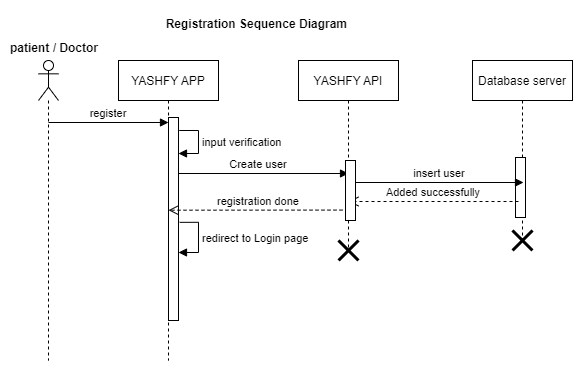 Registration Sequence Diagram
patient / Doctor
YASHFY APP
YASHFY API
Database server
register
input verification
Create user
insert user
Added successfully
registration done
redirect to Login page